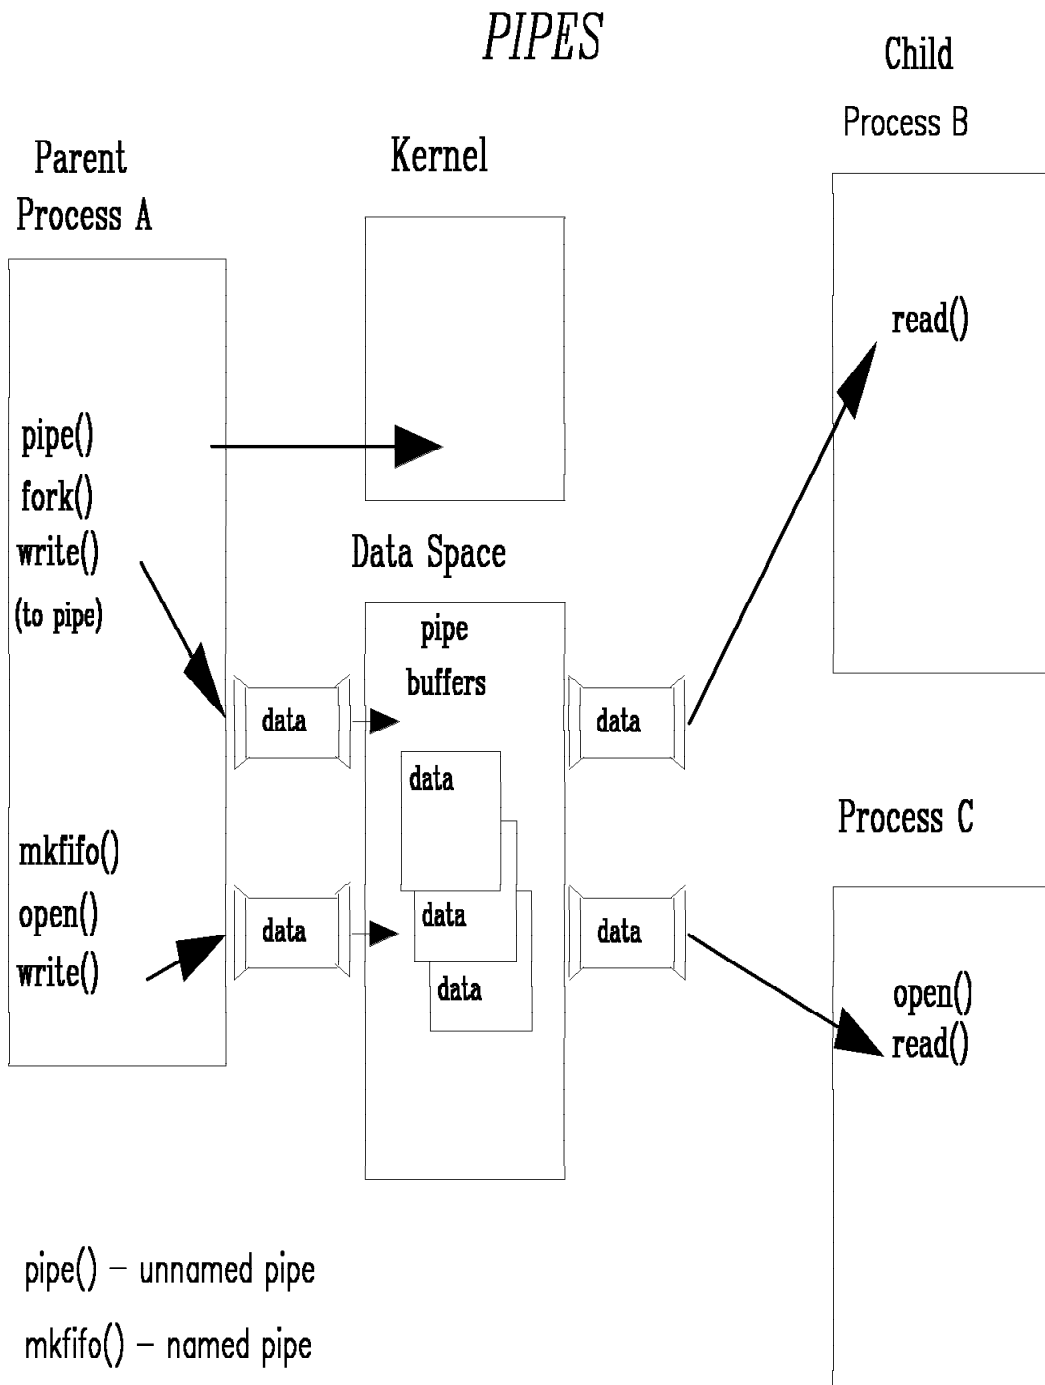 PIPES
Child
Process B
Parent
Process A
Kernel
read()
pipe()
fork()
write()
(to pipe)
Data Space
pipe
buffers
data
data
data
data
data
mkfifo()
open()
write()
data
data
Process C
open()
read()
pipe() – unnamed pipe
mkfifo() – named pipe